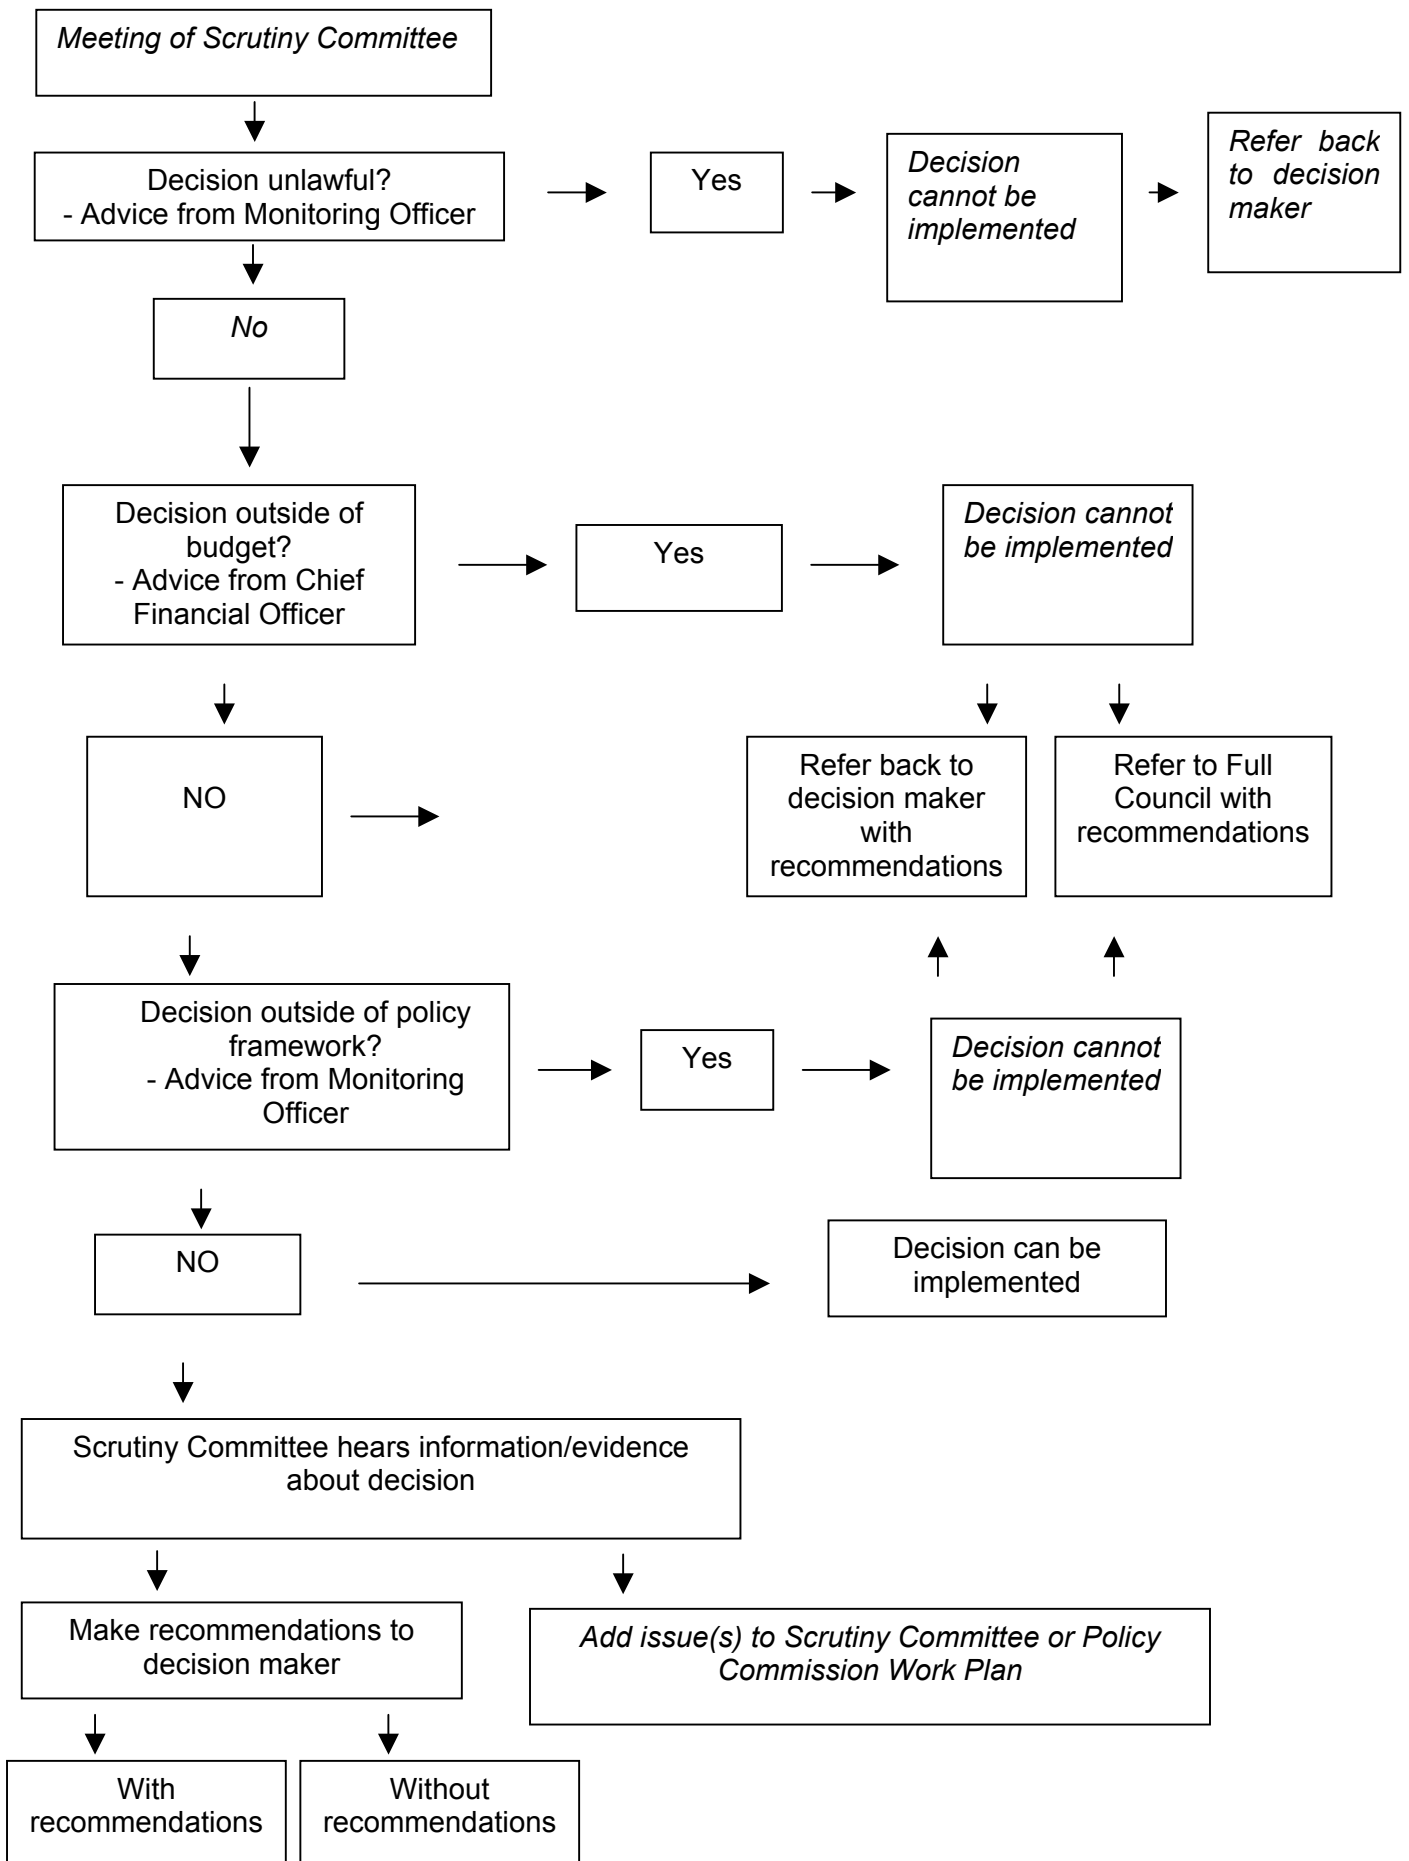 Meeting of Scrutiny Committee
Decision unlawful?
- Advice from Monitoring Officer
Yes
Decision
cannot be
implemented
Refer back
to decision
maker
No
Decision outside of
budget?
- Advice from Chief
Financial Officer
Yes
Decision cannot
be implemented
NO
Refer back to
decision maker
with
recommendations
Refer to Full
Council with
recommendations
Decision outside of policy
framework?
- Advice from Monitoring
Officer
Yes
Decision cannot
be implemented
NO
Decision can be
implemented
Scrutiny Committee hears information/evidence
about decision
Make recommendations to
decision maker
Add issue(s) to Scrutiny Committee or Policy
Commission Work Plan
With
recommendations
Without
recommendations